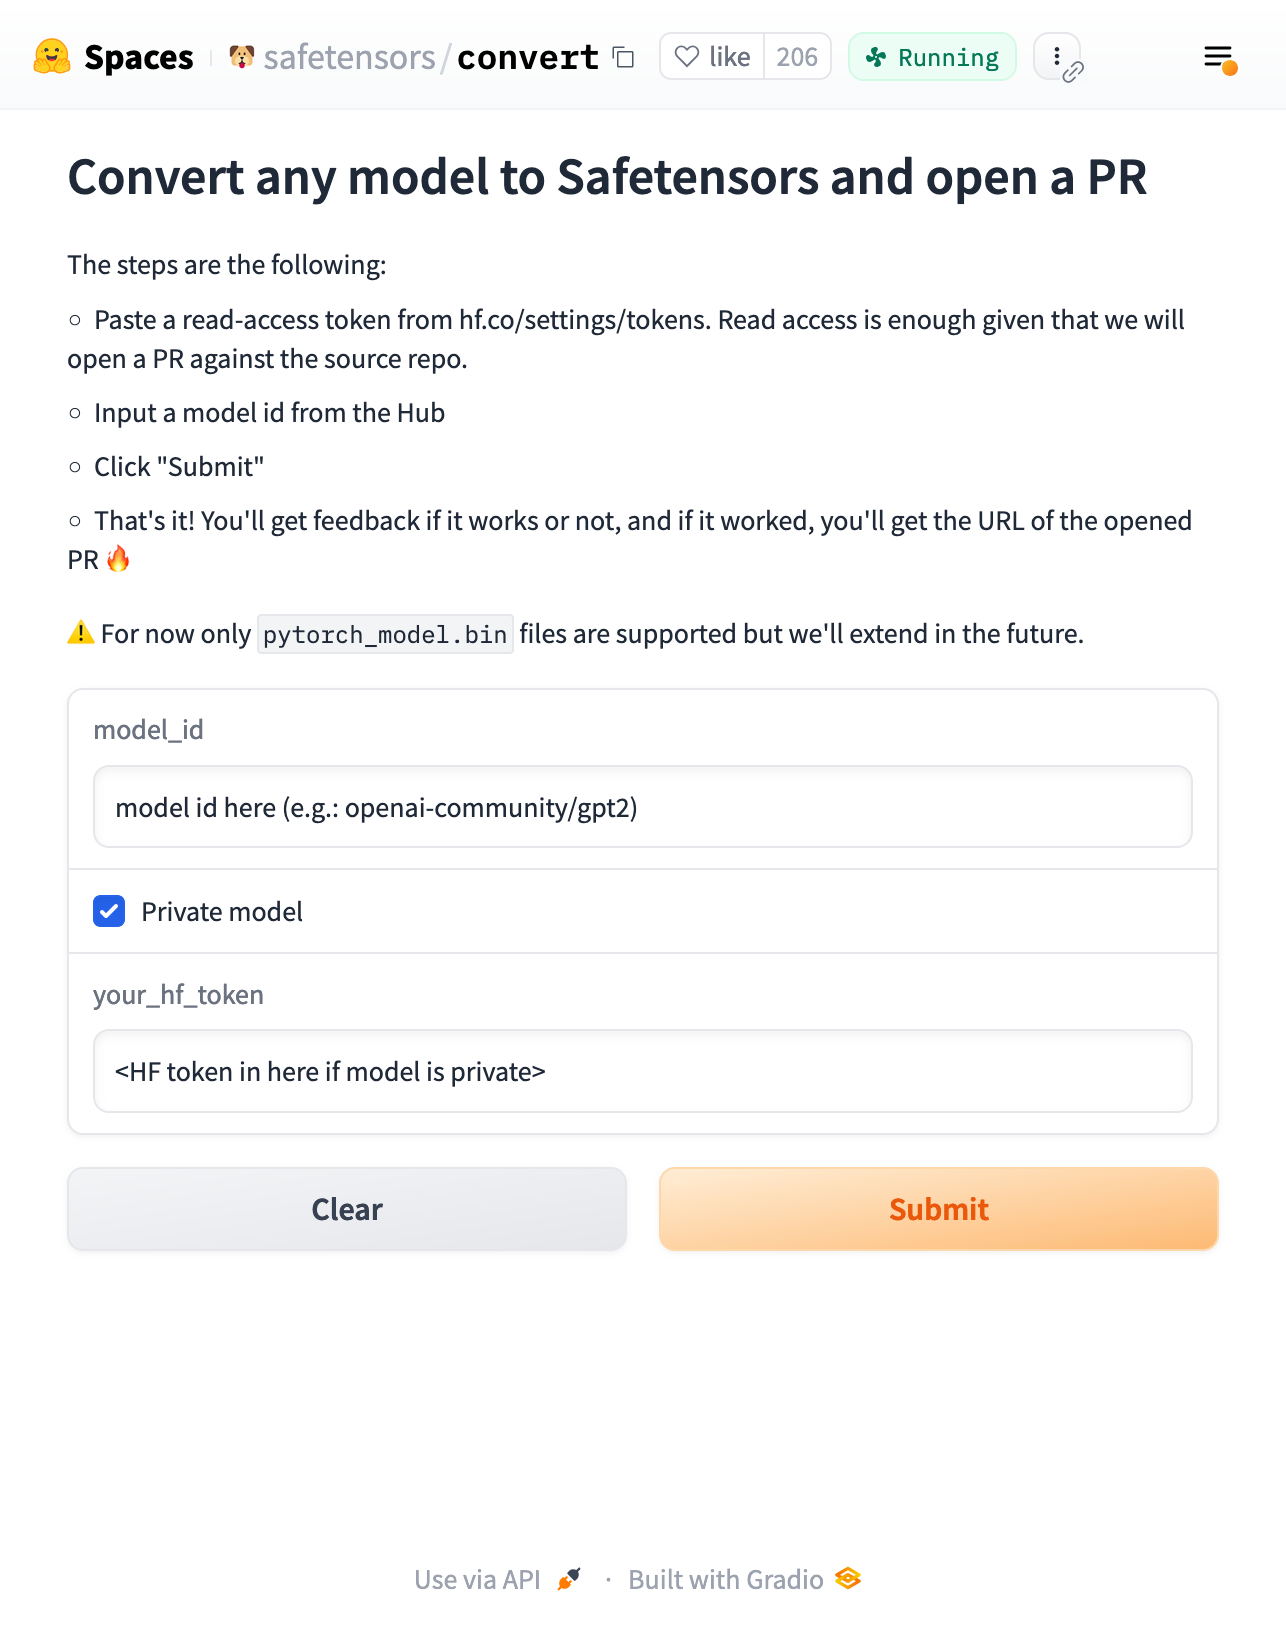 Spaces
safetensors/convert
like 206
Running
Convert any model to Safetensors and open a PR
The steps are the following:
Paste a read-access token from hf.co/settings/tokens. Read access is enough given that we will
open a PR against the source repo.
Input a model id from the Hub
Click "Submit"
That's it! You'll get feedback if it works or not, and if it worked, you'll get the URL of the opened
PR 🔥
⚠️ For now only pytorch_model.bin files are supported but we'll extend in the future.
model_id
model id here (e.g.: openai-community/gpt2)
Private model
your_hf_token
<HF token in here if model is private>
Clear
Submit
Use via API · Built with Gradio